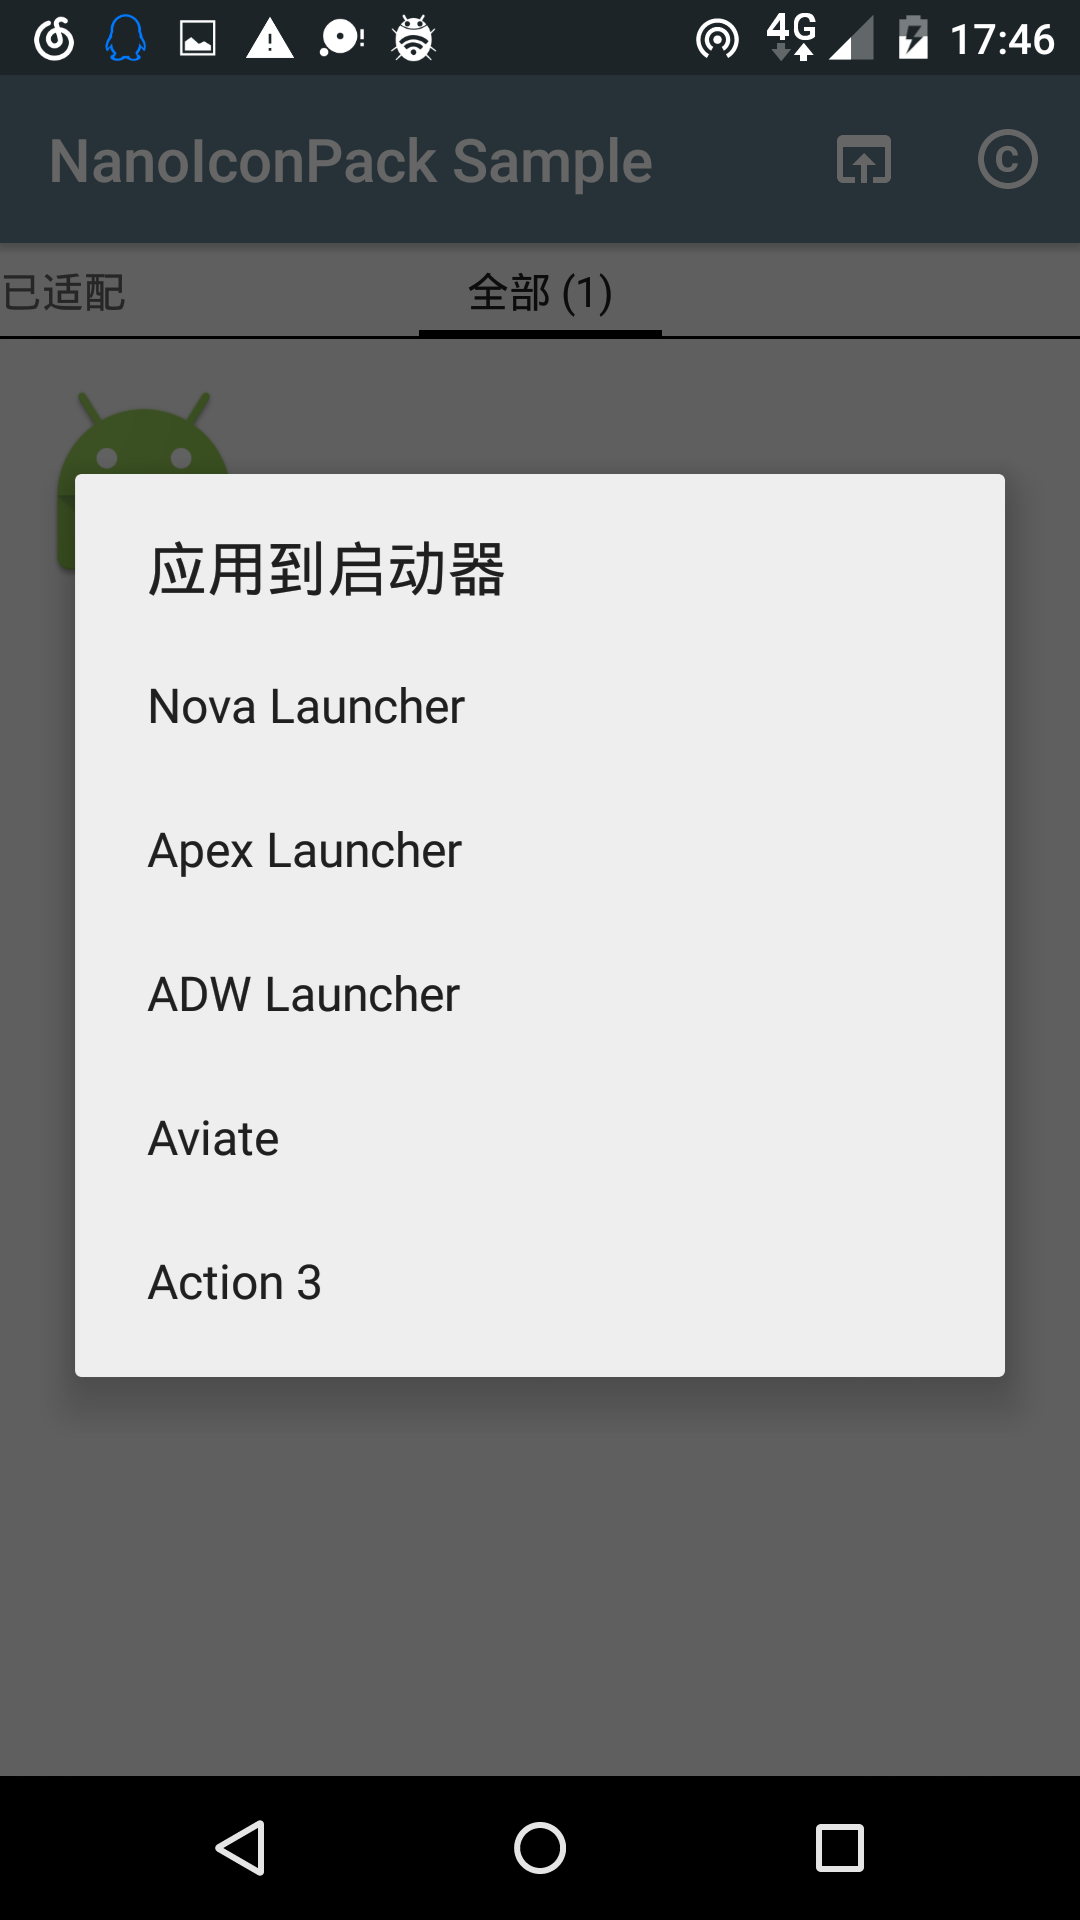 4G 17:46
NanoIconPack Sample
已适配 全部 (1)
应用到启动器
Nova Launcher
Apex Launcher
ADW Launcher
Aviate
Action 3